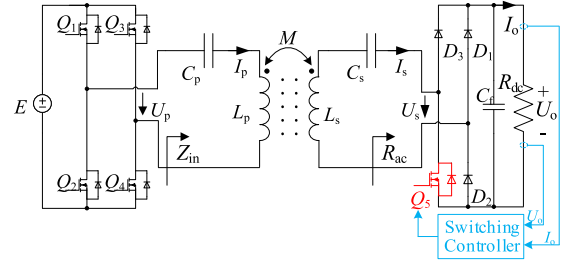 Q1
Q3
M
Io
Cp
Ip
Cs
Is
D3
D1
Rdc
+
E
Up
Lp
Ls
Us
Cf
Uo
-
Zin
Rac
Q2
Q4
Q5
D2
Uo
Switching
Controller
Io